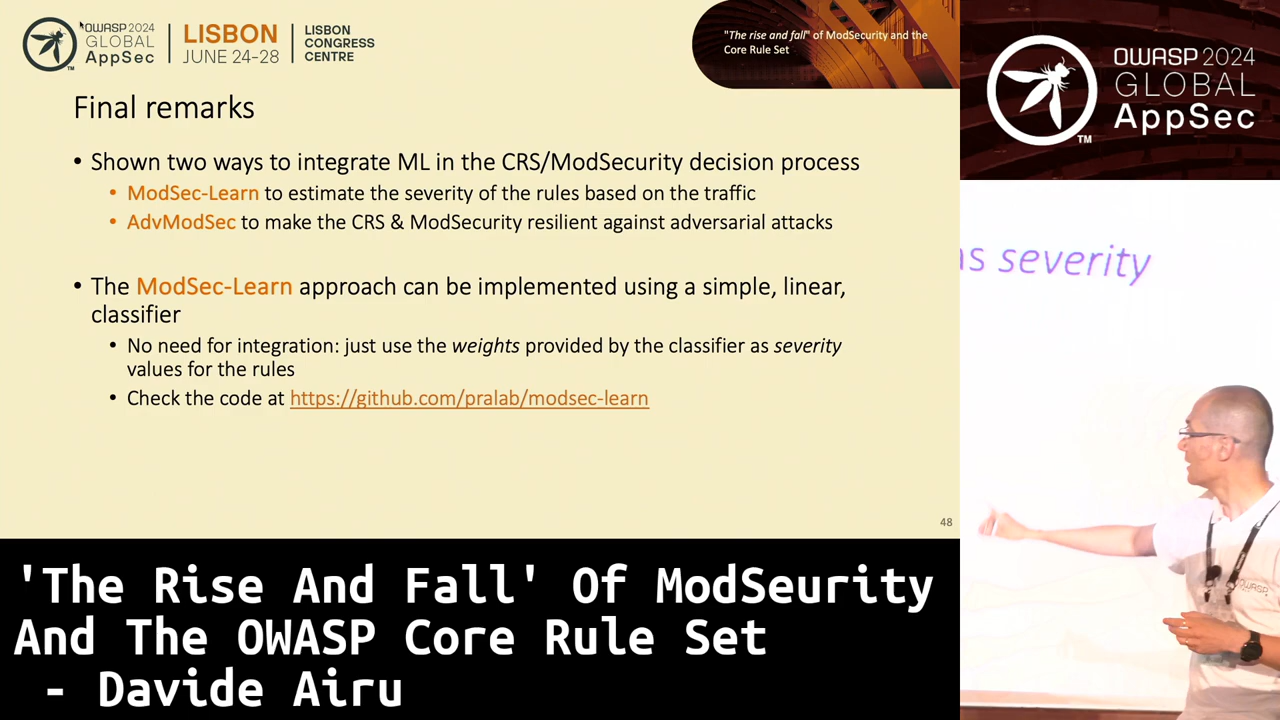 OWASP 2024
GLOBAL
AppSec
TM
LISBON
JUNE 24-28
LISBON
CONGRESS
CENTRE
"The rise and fall" of ModSecurity and the
Core Rule Set
OWASP 2024
GLOBAL
AppSec
TM
Final remarks
• Shown two ways to integrate ML in the CRS/ModSecurity decision process
• ModSec-Learn to estimate the severity of the rules based on the traffic
• AdvModSec to make the CRS & ModSecurity resilient against adversarial attacks
• The ModSec-Learn approach can be implemented using a simple, linear,
classifier
• No need for integration: just use the weights provided by the classifier as severity
values for the rules
• Check the code at https://github.com/pralab/modsec-learn
48
as severity
OWASP
'The Rise And Fall' Of ModSeurity
And The OWASP Core Rule Set
- Davide Airu